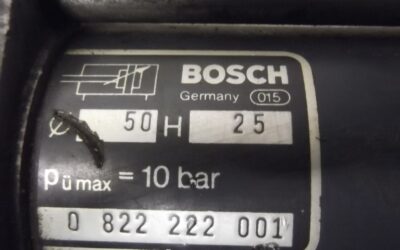 BOSCH
Germany 015
Ø 50 H 25
pü max = 10 bar
0 822 222 001